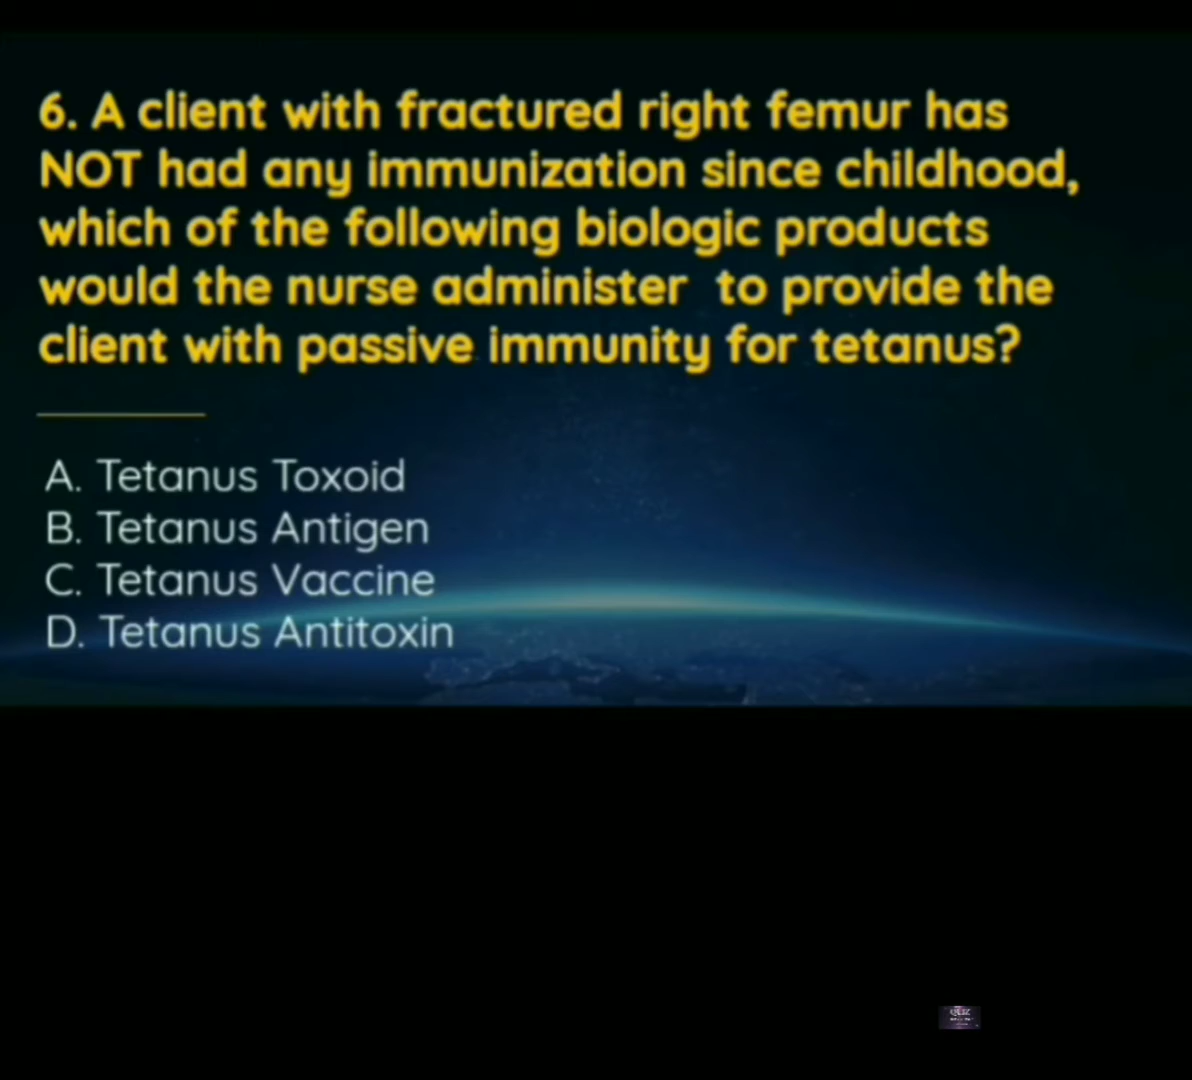 6. A client with fractured right femur has
NOT had any immunization since childhood,
which of the following biologic products
would the nurse administer to provide the
client with passive immunity for tetanus?
A. Tetanus Toxoid
B. Tetanus Antigen
C. Tetanus Vaccine
D. Tetanus Antitoxin
QUIZ